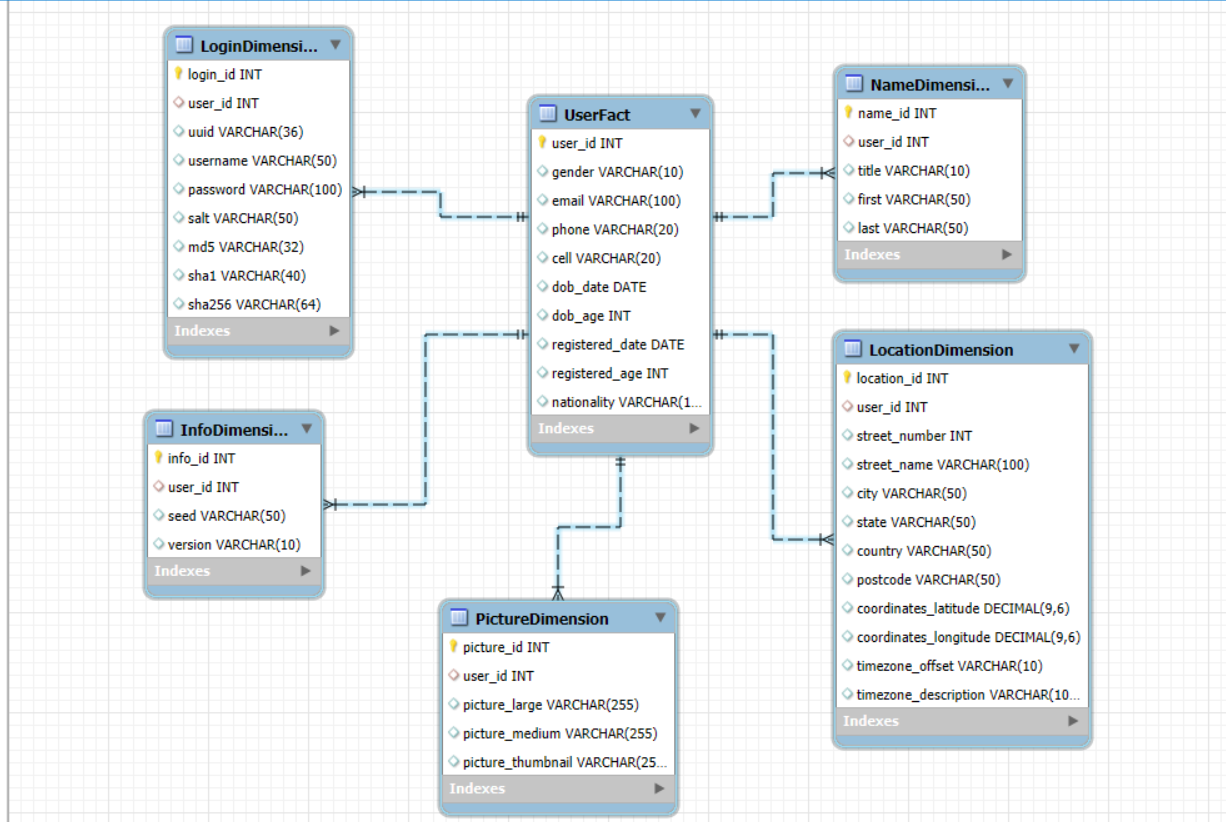 LoginDimensi...
login_id INT
user_id INT
uuid VARCHAR(36)
username VARCHAR(50)
password VARCHAR(100)
salt VARCHAR(50)
md5 VARCHAR(32)
sha1 VARCHAR(40)
sha256 VARCHAR(64)
Indexes
UserFact
user_id INT
gender VARCHAR(10)
email VARCHAR(100)
phone VARCHAR(20)
cell VARCHAR(20)
dob_date DATE
dob_age INT
registered_date DATE
registered_age INT
nationality VARCHAR(1...
Indexes
NameDimensi...
name_id INT
user_id INT
title VARCHAR(10)
first VARCHAR(50)
last VARCHAR(50)
Indexes
InfoDimensi...
info_id INT
user_id INT
seed VARCHAR(50)
version VARCHAR(10)
Indexes
LocationDimension
location_id INT
user_id INT
street_number INT
street_name VARCHAR(100)
city VARCHAR(50)
state VARCHAR(50)
country VARCHAR(50)
postcode VARCHAR(50)
coordinates_latitude DECIMAL(9,6)
coordinates_longitude DECIMAL(9,6)
timezone_offset VARCHAR(10)
timezone_description VARCHAR(10...
Indexes
PictureDimension
picture_id INT
user_id INT
picture_large VARCHAR(255)
picture_medium VARCHAR(255)
picture_thumbnail VARCHAR(25...
Indexes